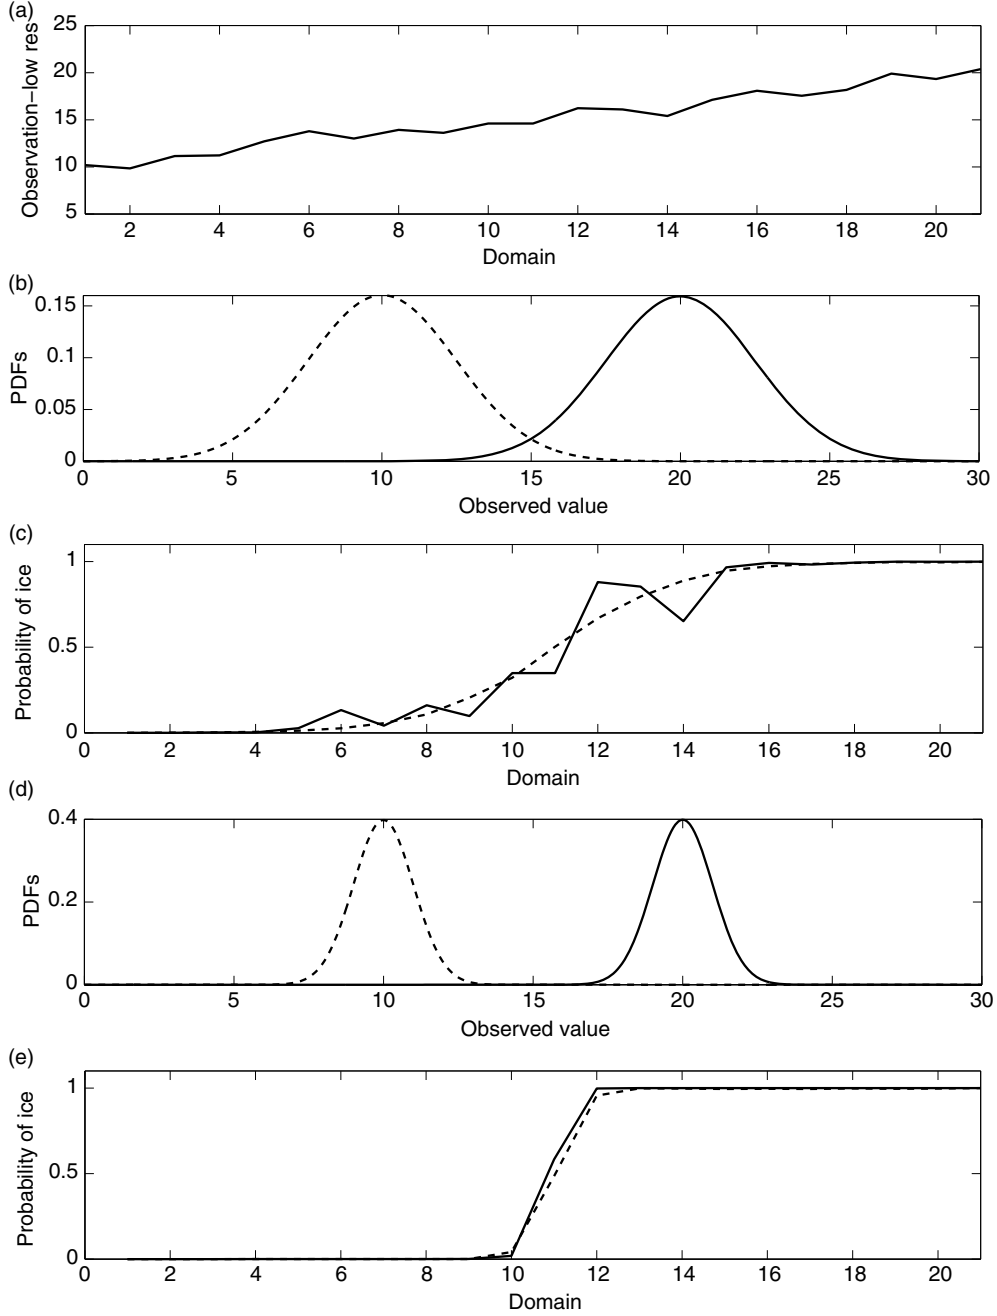 (a)
Observation–low res
25
20
15
10
5
2 4 6 8 10 12 14 16 18 20
Domain
(b)
PDFs
0.15
0.1
0.05
0
0 5 10 15 20 25 30
Observed value
(c)
Probability of ice
1
0.5
0
0 2 4 6 8 10 12 14 16 18 20
Domain
(d)
PDFs
0.4
0.2
0
0 5 10 15 20 25 30
Observed value
(e)
Probability of ice
1
0.5
0
0 2 4 6 8 10 12 14 16 18 20
Domain